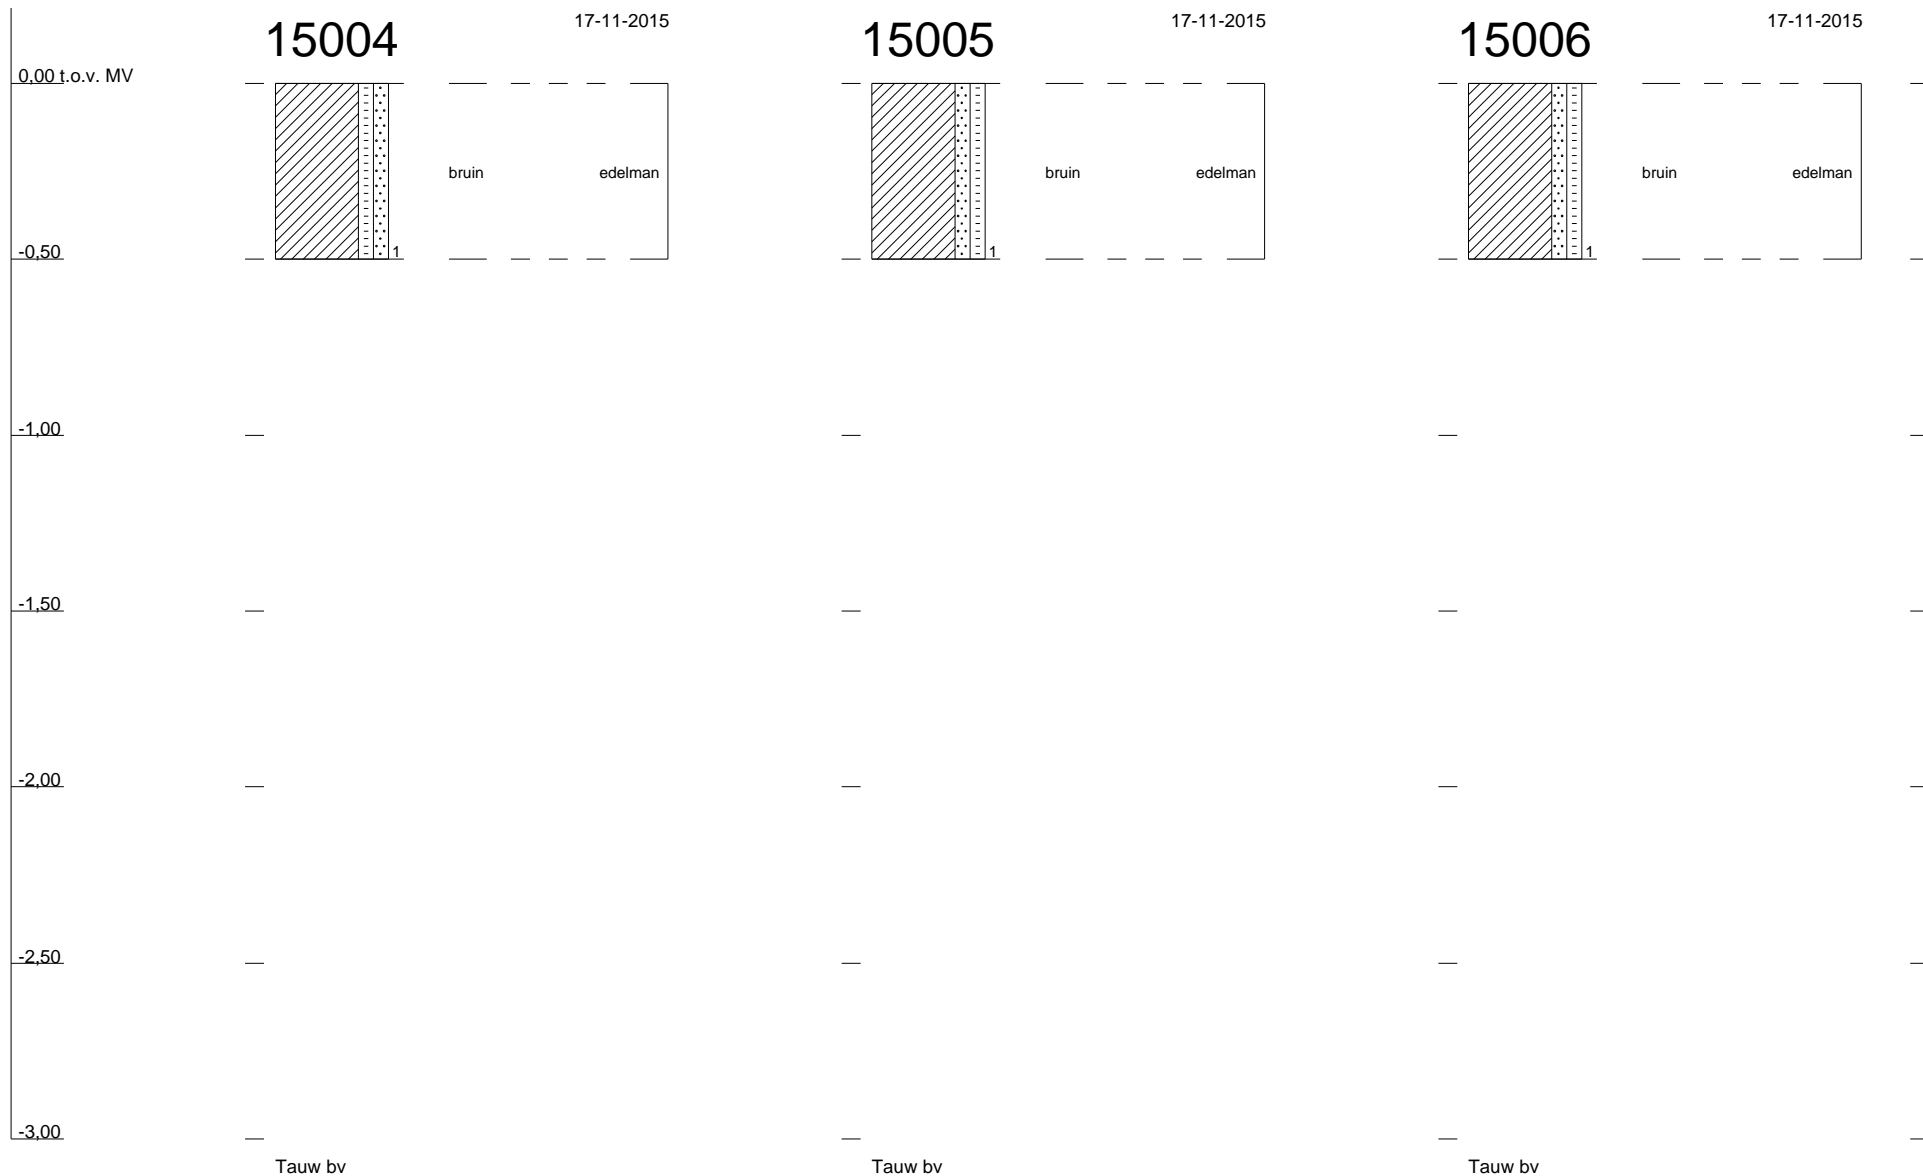 15004 17-11-2015 15005 17-11-2015 15006 17-11-2015
0,00 t.o.v. MV
bruin edelman bruin edelman bruin edelman
-0,50 1 1 1
-1,00
-1,50
-2,00
-2,50
-3,00
Tauw bv Tauw bv Tauw bv